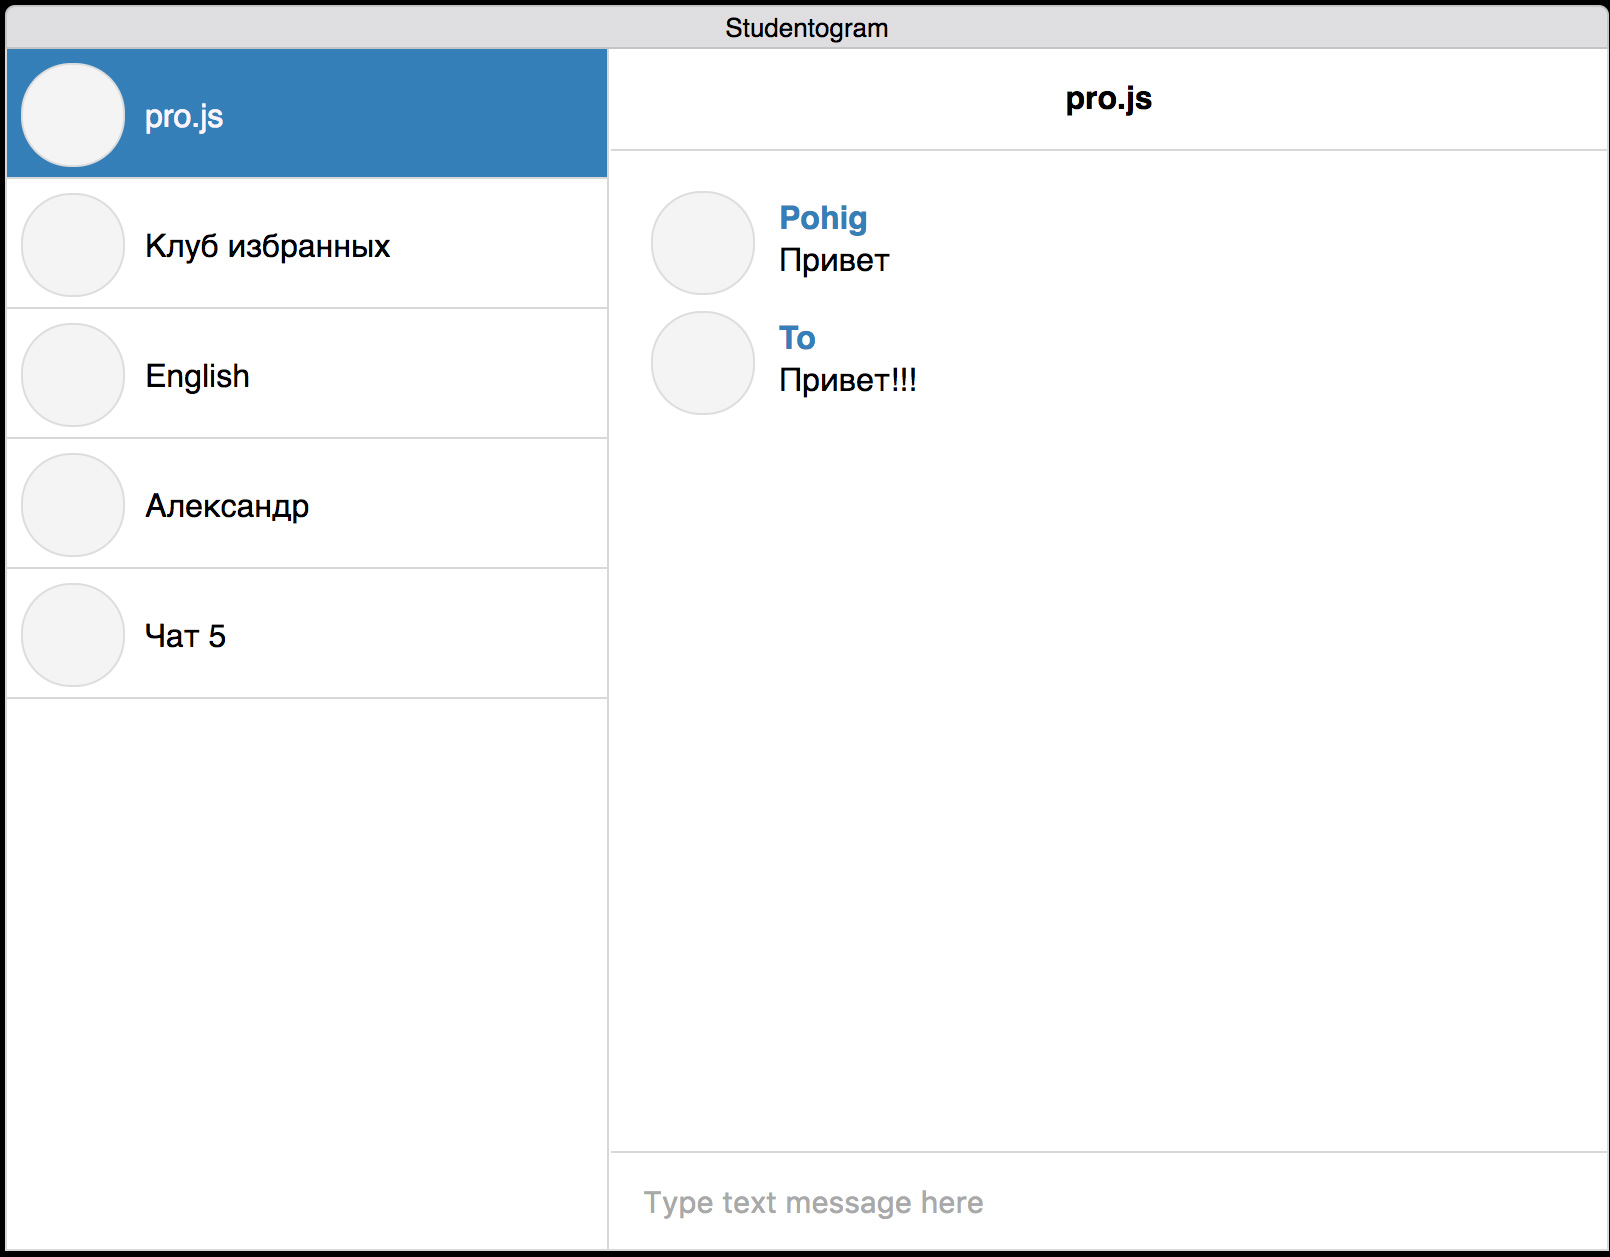 Studentogram
pro.js
Клуб избранных
English
Александр
Чат 5
pro.js
Pohig
Привет
To
Привет!!!
Type text message here